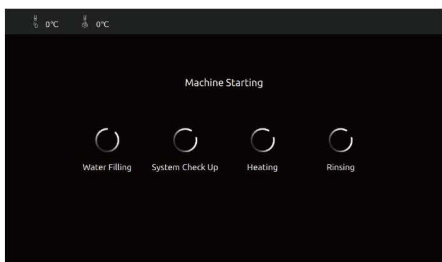 0℃ 0℃
Machine Starting
Water Filling System Check Up Heating Rinsing